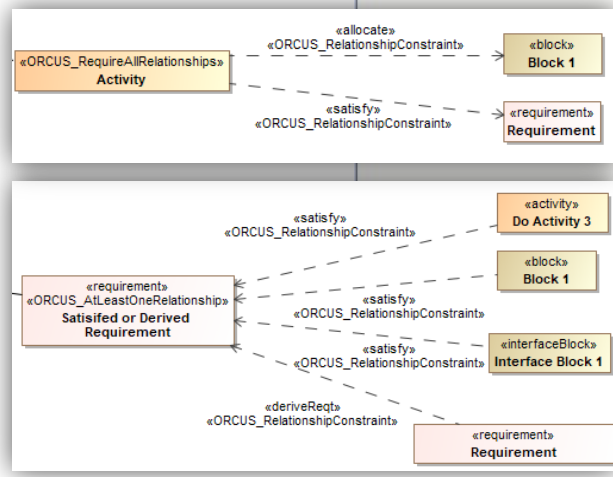 «allocate»
«ORCUS_RelationshipConstraint»
«ORCUS_RequireAllRelationships»
Activity
«block»
Block 1
«satisfy»
«ORCUS_RelationshipConstraint»
«requirement»
Requirement
«activity»
Do Activity 3
«satisfy»
«ORCUS_RelationshipConstraint»
«block»
Block 1
«requirement»
«ORCUS_AtLeastOneRelationship»
Satisifed or Derived
Requirement
«satisfy»
«ORCUS_RelationshipConstraint»
«interfaceBlock»
Interface Block 1
«satisfy»
«ORCUS_RelationshipConstraint»
«deriveReqt»
«ORCUS_RelationshipConstraint»
«requirement»
Requirement